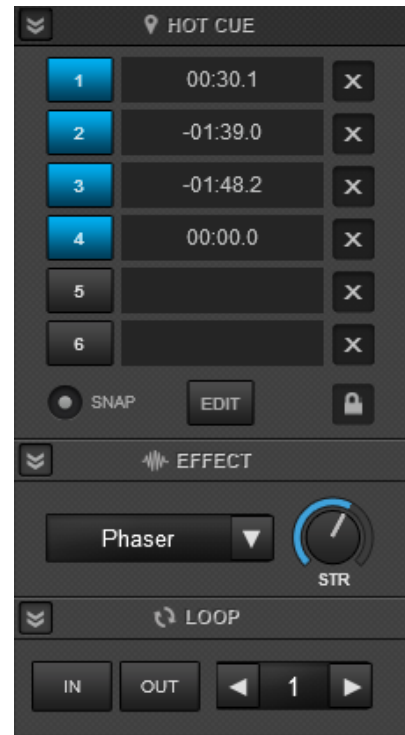 HOT CUE
1 00:30.1 X
2 -01:39.0 X
3 -01:48.2 X
4 00:00.0 X
5 X
6 X
SNAP EDIT
EFFECT
Phaser
STR
LOOP
IN OUT 1